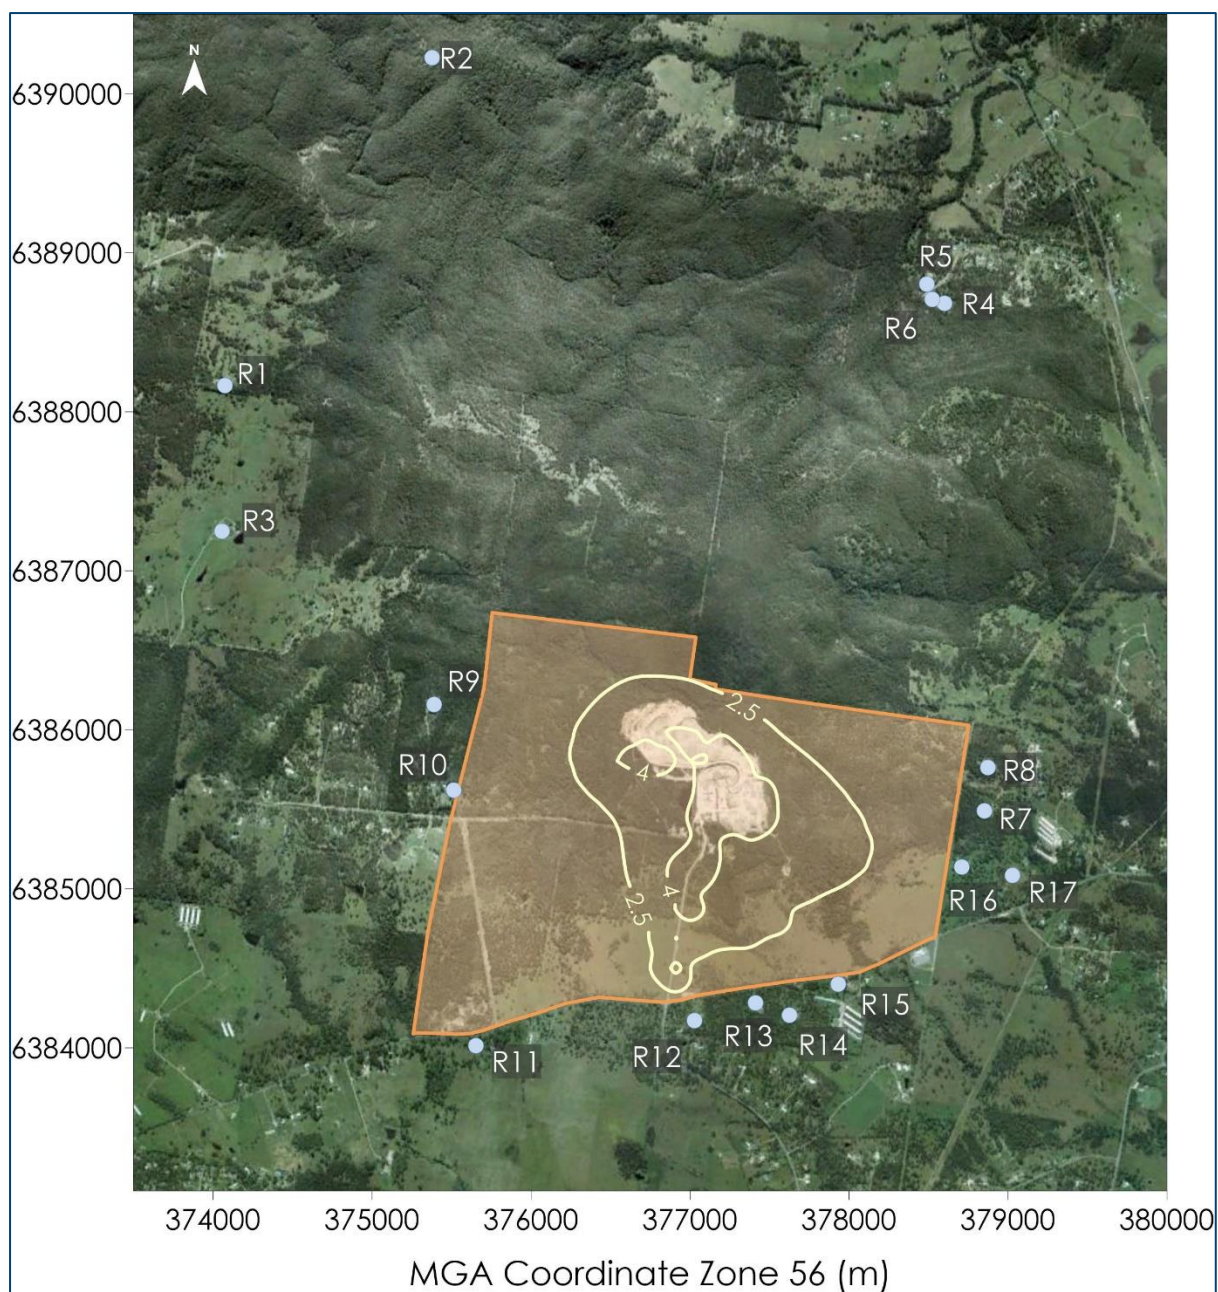 N
R2
6390000
6389000
R5
R4
R6
R1
6388000
R3
6387000
R9
2.5
6386000
R10
4
R8
R7
6385000
4
2.5
R16
R17
R15
R13
R14
R12
6384000
R11
374000 375000 376000 377000 378000 379000 380000
MGA Coordinate Zone 56 (m)